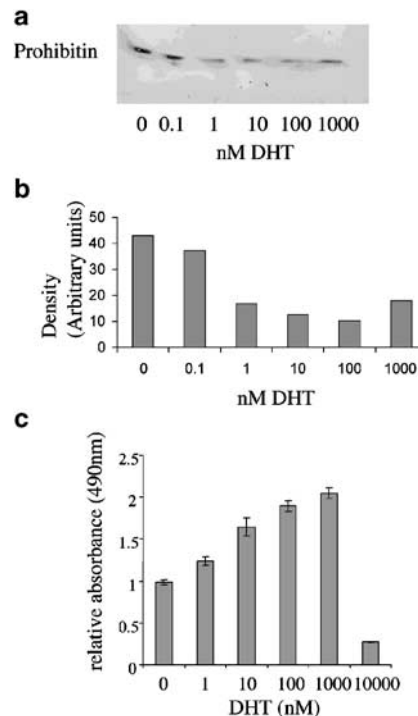 a
Prohibitin
0 0.1 1 10 100 1000
nM DHT
b
Density
(Arbitrary units)
50
40
30
20
10
0
0 0.1 1 10 100 1000
nM DHT
c
relative absorbance (490nm)
2.5
2
1.5
1
0.5
0
0 1 10 100 1000 10000
DHT (nM)